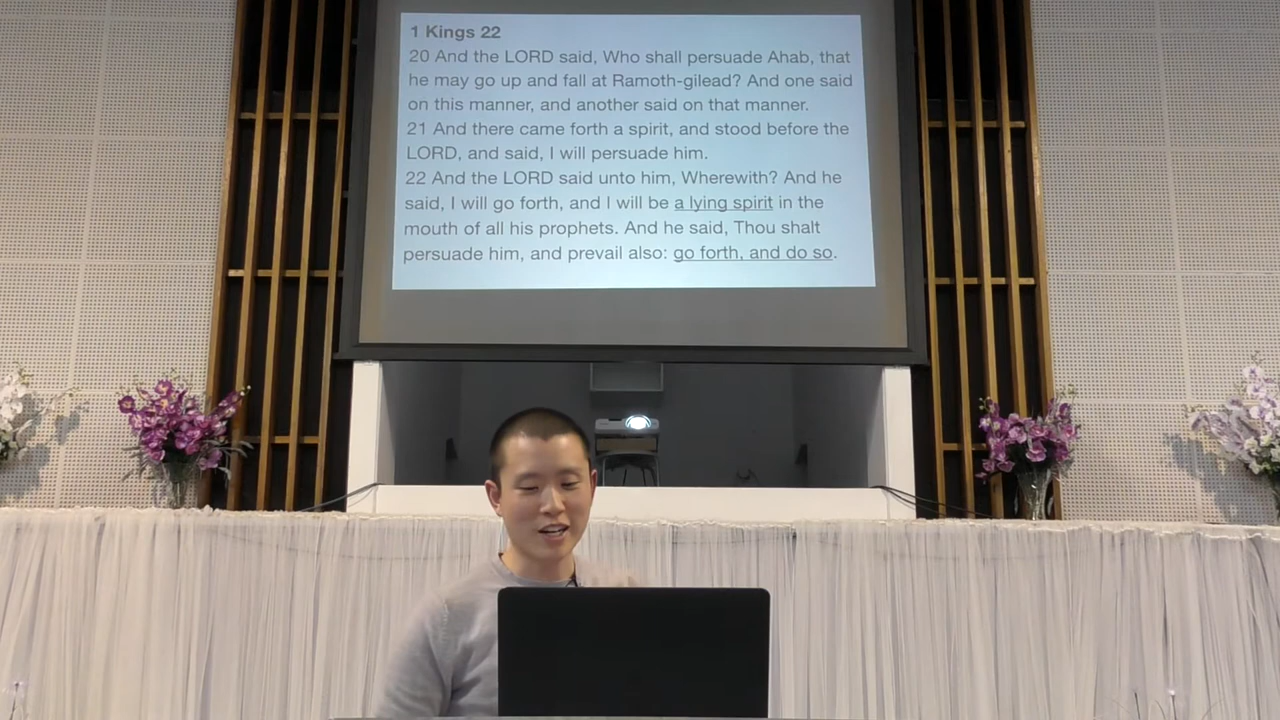 1 Kings 22
20 And the LORD said, Who shall persuade Ahab, that
he may go up and fall at Ramoth-gilead? And one said
on this manner, and another said on that manner.
21 And there came forth a spirit, and stood before the
LORD, and said, I will persuade him.
22 And the LORD said unto him, Wherewith? And he
said, I will go forth, and I will be a lying spirit in the
mouth of all his prophets. And he said, Thou shalt
persuade him, and prevail also: go forth, and do so.